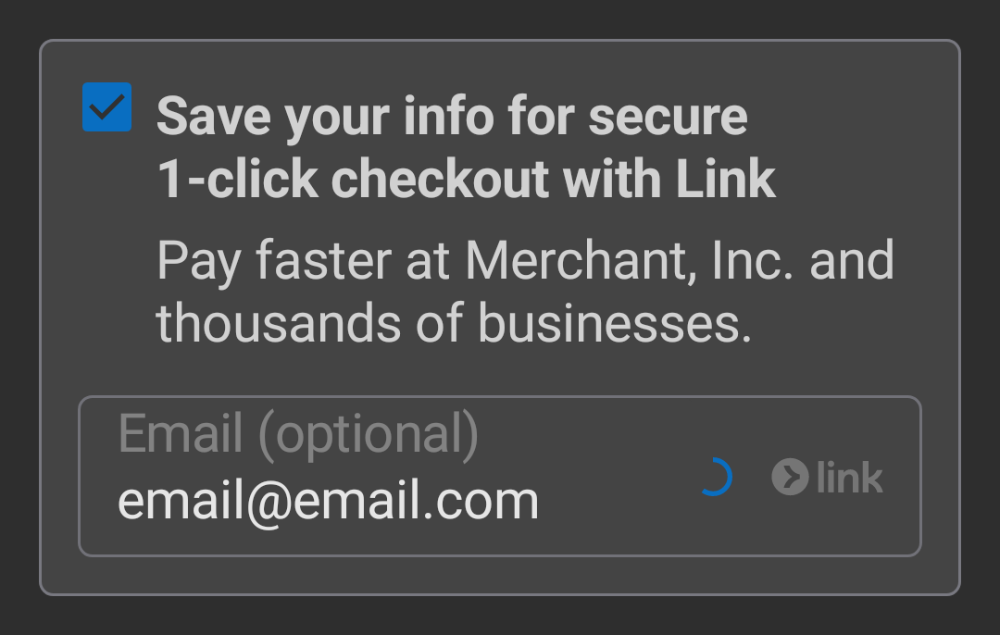 Save your info for secure
1-click checkout with Link
Pay faster at Merchant, Inc. and
thousands of businesses.
Email (optional)
email@email.com
link